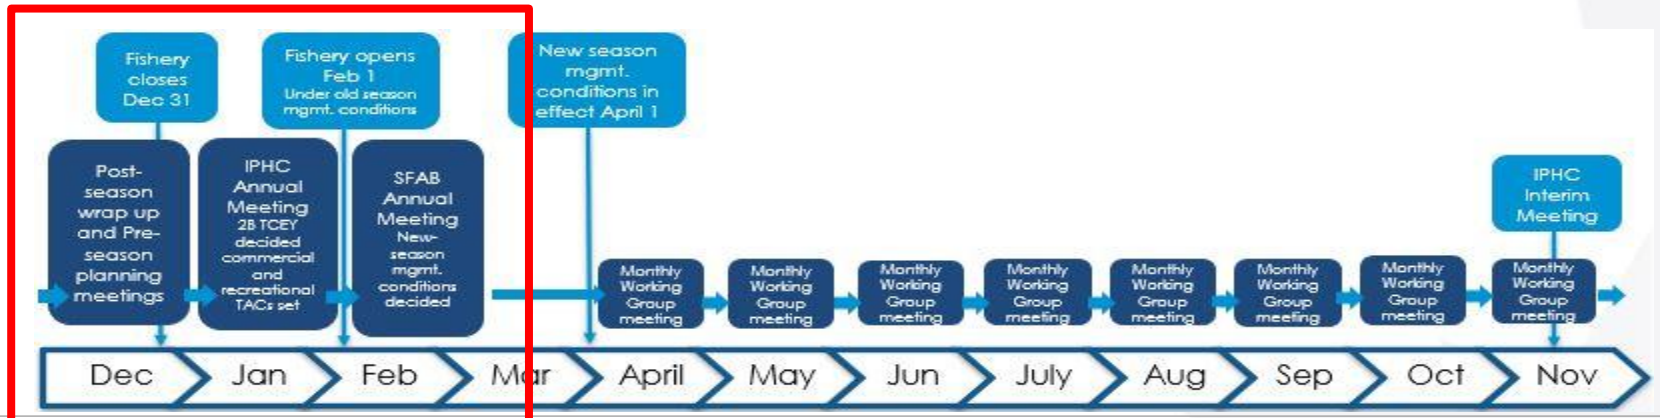 Fishery
closes
Dec 31
Fishery opens
Feb 1
Under old season
mgmt. conditions
New season
mgmt.
conditions in
effect April 1
Post-
season
wrap up
and Pre-
season
planning
meetings
IPHC
Annual
Meeting
2B TCEY
decided
commercial
and
recreational
TACs set
SFAB
Annual
Meeting
New-
season
mgmt.
conditions
decided
IPHC
Interim
Meeting
Monthly
Working
Group
meeting
Monthly
Working
Group
meeting
Monthly
Working
Group
meeting
Monthly
Working
Group
meeting
Monthly
Working
Group
meeting
Monthly
Working
Group
meeting
Monthly
Working
Group
meeting
Monthly
Working
Group
meeting
Dec Jan Feb Mar April May Jun July Aug Sep Oct Nov